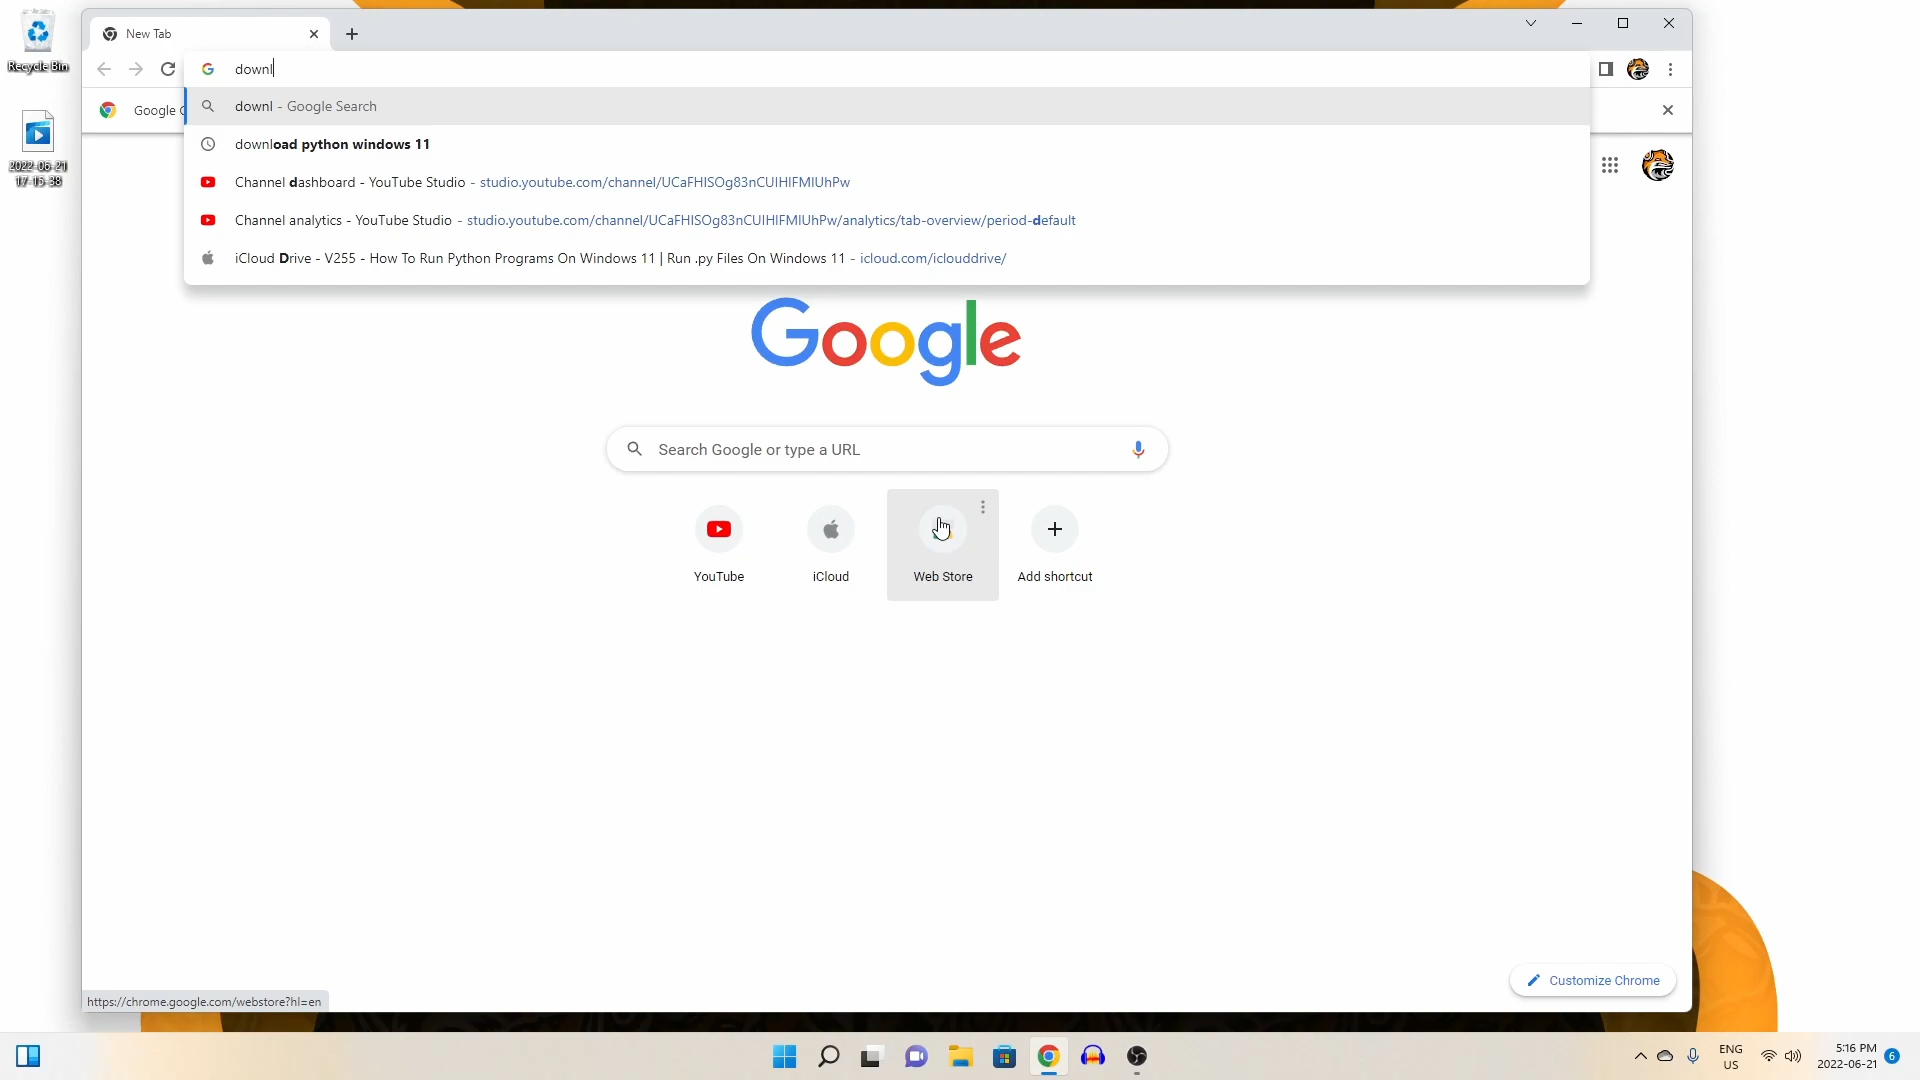 Recycle Bin
2022-06-21
17-15-38
New Tab
downl
Google C
downl - Google Search
download python windows 11
Channel dashboard - YouTube Studio - studio.youtube.com/channel/UCaFHISOg83nCUIHIFMIUhPw
Channel analytics - YouTube Studio - studio.youtube.com/channel/UCaFHISOg83nCUIHIFMIUhPw/analytics/tab-overview/period-default
iCloud Drive - V255 - How To Run Python Programs On Windows 11 | Run .py Files On Windows 11 - icloud.com/iclouddrive/
Google
Search Google or type a URL
YouTube
iCloud
Web Store
Add shortcut
Customize Chrome
https://chrome.google.com/webstore?hl=en
ENG
US
5:16 PM
2022-06-21
6